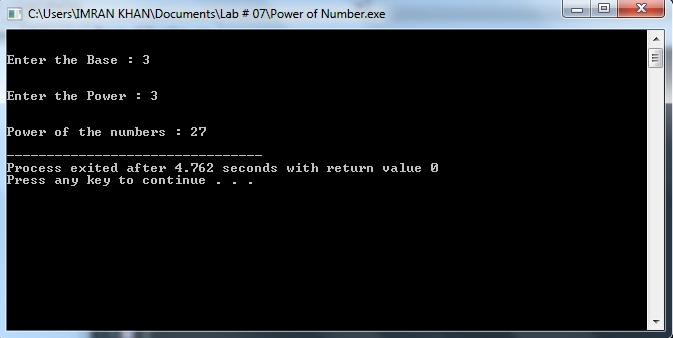 C:\Users\IMRAN KHAN\Documents\Lab # 07\Power of Number.exe
Enter the Base : 3
Enter the Power : 3
Power of the numbers : 27
--------------------------------
Process exited after 4.762 seconds with return value 0
Press any key to continue . . .